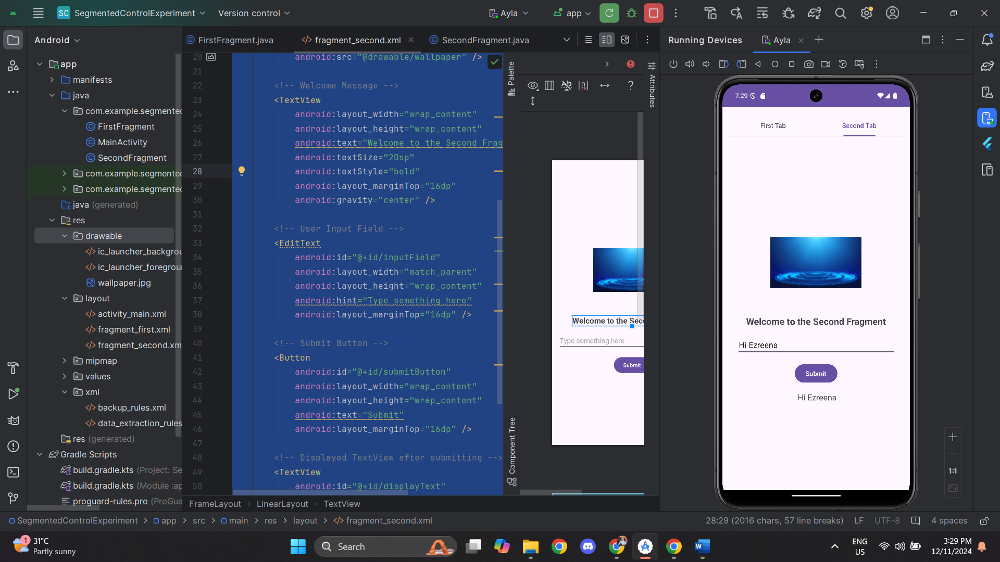 SC SegmentedControlExperiment
Version control
Ayla
app
Android
FirstFragment.java
fragment_second.xml
SecondFragment.java
Running Devices
Ayla
app
manifests
java
com.example.segmented
FirstFragment
MainActivity
SecondFragment
com.example.segmented
com.example.segmented
java (generated)
res
drawable
ic_launcher_backgrou
ic_launcher_foregrou
wallpaper.jpg
layout
activity_main.xml
fragment_first.xml
fragment_second.xm
mipmap
values
xml
backup_rules.xml
data_extraction_rules
res (generated)
Gradle Scripts
build.gradle.kts (Project: Se
build.gradle.kts (Module :ap
proguard-rules.pro (ProGua
20 android:src="@drawable/wallpaper" />
21
22 <!-- Welcome Message -->
23 <TextView
24 android:layout_width="wrap_content"
25 android:layout_height="wrap_content"
26 android:text="Welcome to the Second Frag
27 android:textSize="20sp"
28 android:textStyle="bold"
29 android:layout_marginTop="16dp"
30 android:gravity="center" />
31
32 <!-- User Input Field -->
33 <EditText
34 android:id="@+id/inputField"
35 android:layout_width="match_parent"
36 android:layout_height="wrap_content"
37 android:hint="Type something here"
38 android:layout_marginTop="16dp" />
39
40 <!-- Submit Button -->
41 <Button
42 android:id="@+id/submitButton"
43 android:layout_width="wrap_content"
44 android:layout_height="wrap_content"
45 android:text="Submit"
46 android:layout_marginTop="16dp" />
47
48 <!-- Displayed TextView after submitting -->
49 <TextView
50 android:id="@+id/displayText"
Palette
Component Tree
Attributes
?
Welcome to the Seco
Type something here
Submit
7:29
First Tab
Second Tab
Welcome to the Second Fragment
Hi Ezreena
Submit
Hi Ezreena
1:1
FrameLayout > LinearLayout > TextView
SegmentedControlExperiment > app > src > main > res > layout > fragment_second.xml
28:29 (2016 chars, 57 line breaks)
LF
UTF-8
4 spaces
1
31°C
Partly sunny
Search
ENG
US
3:29 PM
12/11/2024